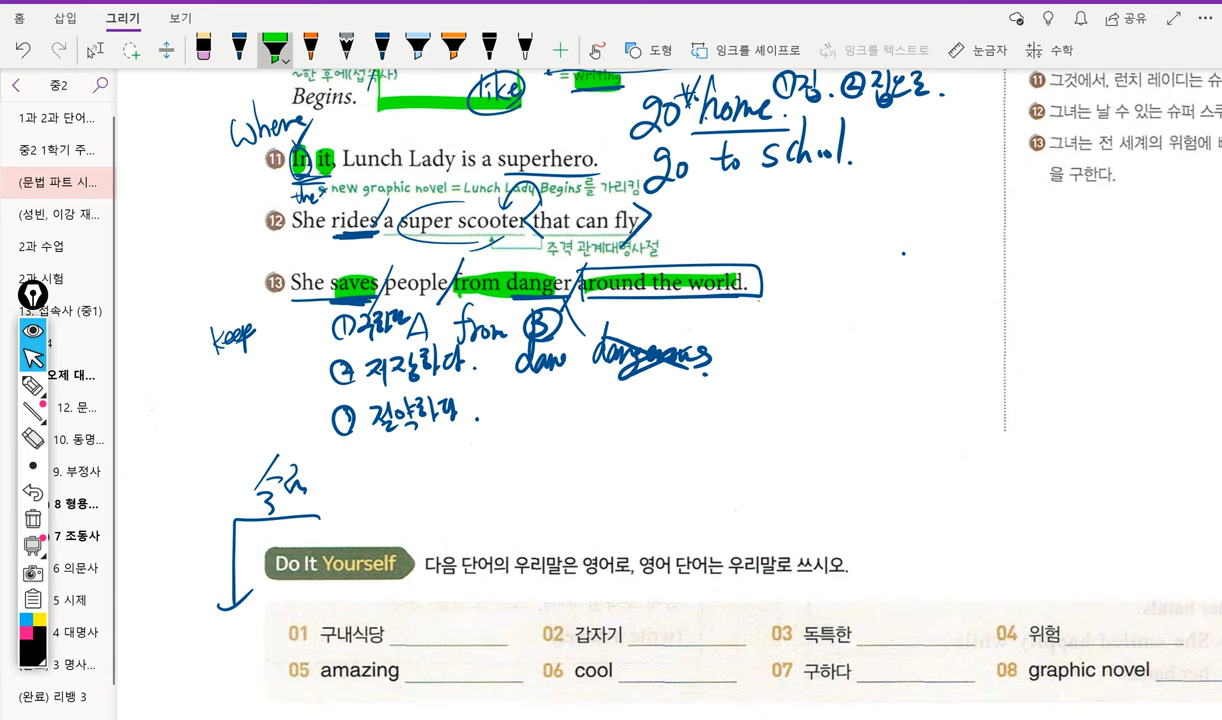 홈 삽입 그리기 보기
공유
도형 잉크를 셰이프로 잉크를 텍스트로 눈금자 수학
중2
1과 2과 단어...
중2 1학기 주...
(문법 파트 시...
(성빈, 이강 재...
2과 수업
2과 시험
13. 접속사 (중1)
4
오제 대...
12. 문...
10. 동명...
9. 부정사
8 형용...
7 조동사
6 의문사
5 시제
4 대명사
3 명사...
(완료) 리뱅 3
~한 후에(접속사)
= writing
Begins.
like
go home. ①집. ②집으로.
where
⑪ In it, Lunch Lady is a superhero.
go to school.
new graphic novel = Lunch Lady Begins를 가리킴
⑫ She rides a super scooter that can fly
주격 관계대명사절
⑬ She saves people from danger around the world.
keep
①구하다 A from B
② 저장하다. dangerous
절약하다.
3
Do It Yourself 다음 단어의 우리말은 영어로, 영어 단어는 우리말로 쓰시오.
01 구내식당 02 갑자기 03 독특한 04 위험
05 amazing 06 cool 07 구하다 08 graphic novel
⑪ 그것에서, 런치 레이디는 슈
⑫ 그녀는 날 수 있는 슈퍼 스쿠
⑬ 그녀는 전 세계의 위험에
을 구한다.